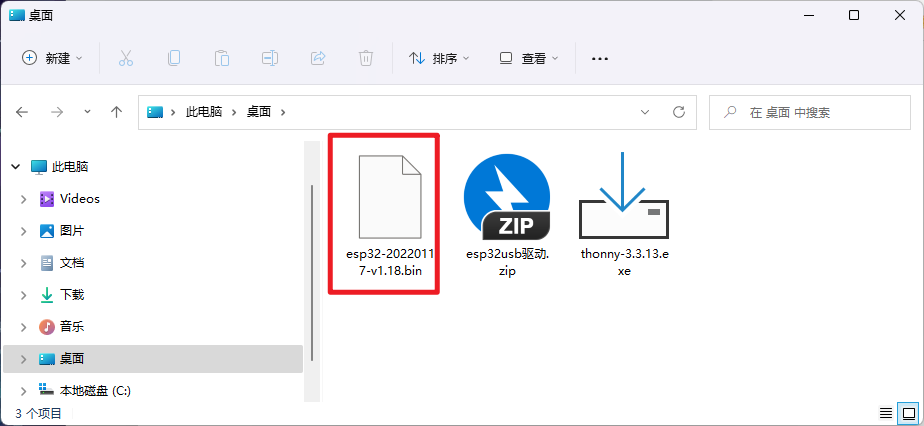 桌面
新建
排序
查看
此电脑
桌面
在 桌面 中搜索
此电脑
Videos
图片
文档
下载
音乐
桌面
本地磁盘 (C:)
esp32-2022011
7-v1.18.bin
ZIP
esp32usb驱动.
zip
thonny-3.3.13.e
xe
3 个项目